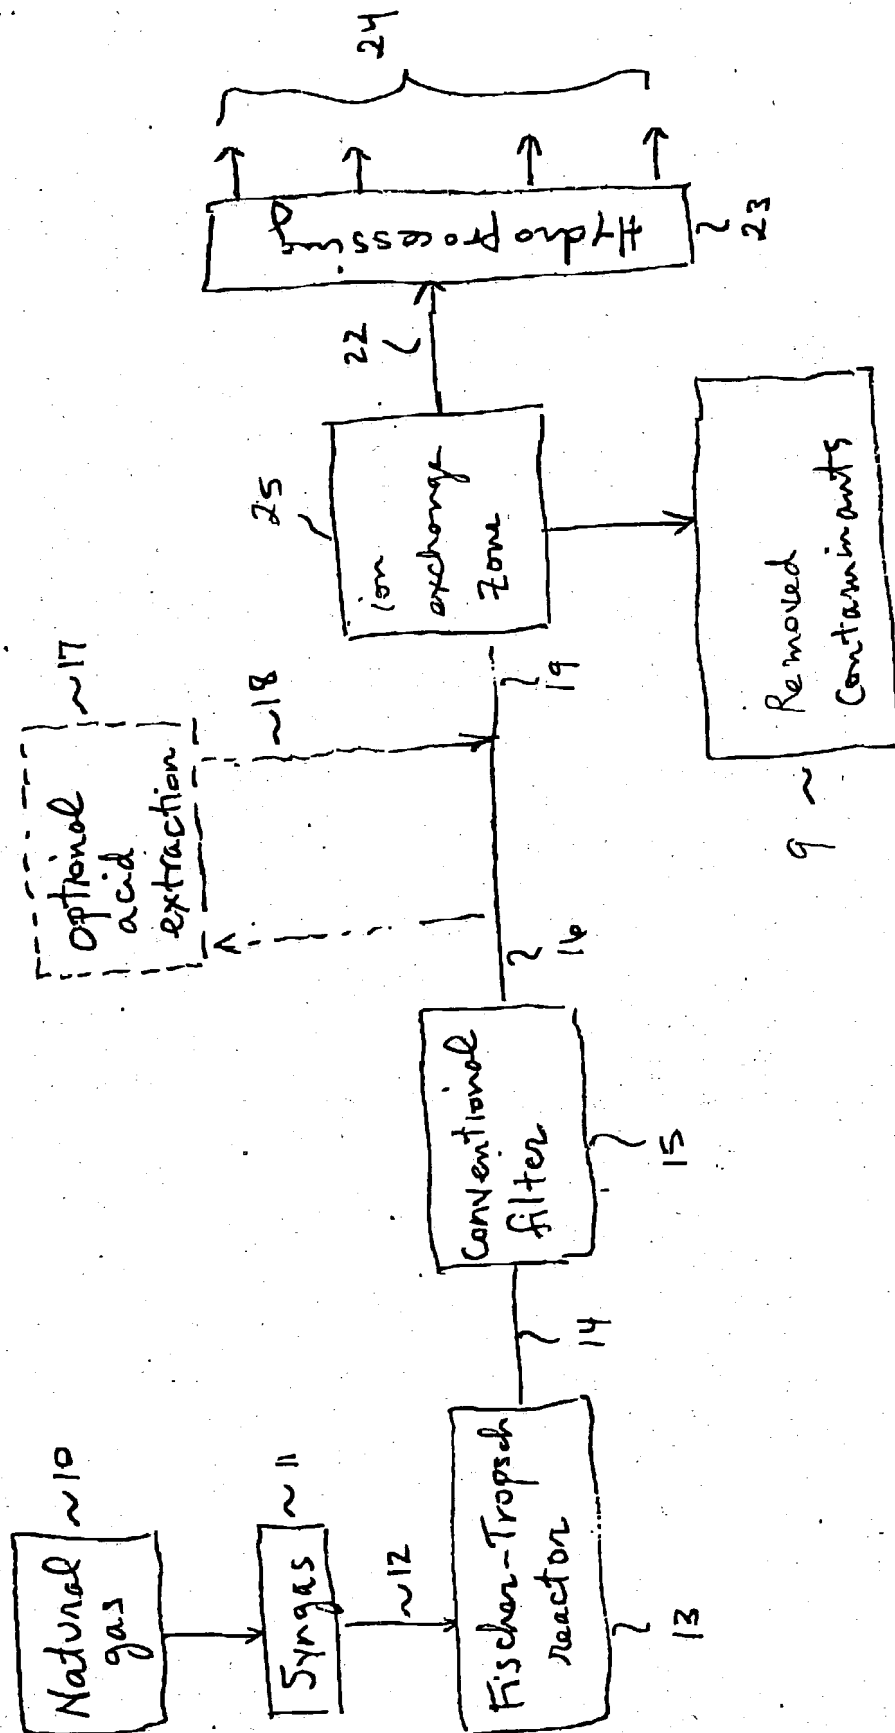 Natural
gas
~10
Syngas
~11
~12
Fischer-Tropsch
reactor
13
14
Conventional
filter
15
16
Optional
acid
extraction
~17
~18
19
ion
exchange
zone
25
Removed
Contaminants
9 ~
22
Hydroprocessing
23
24